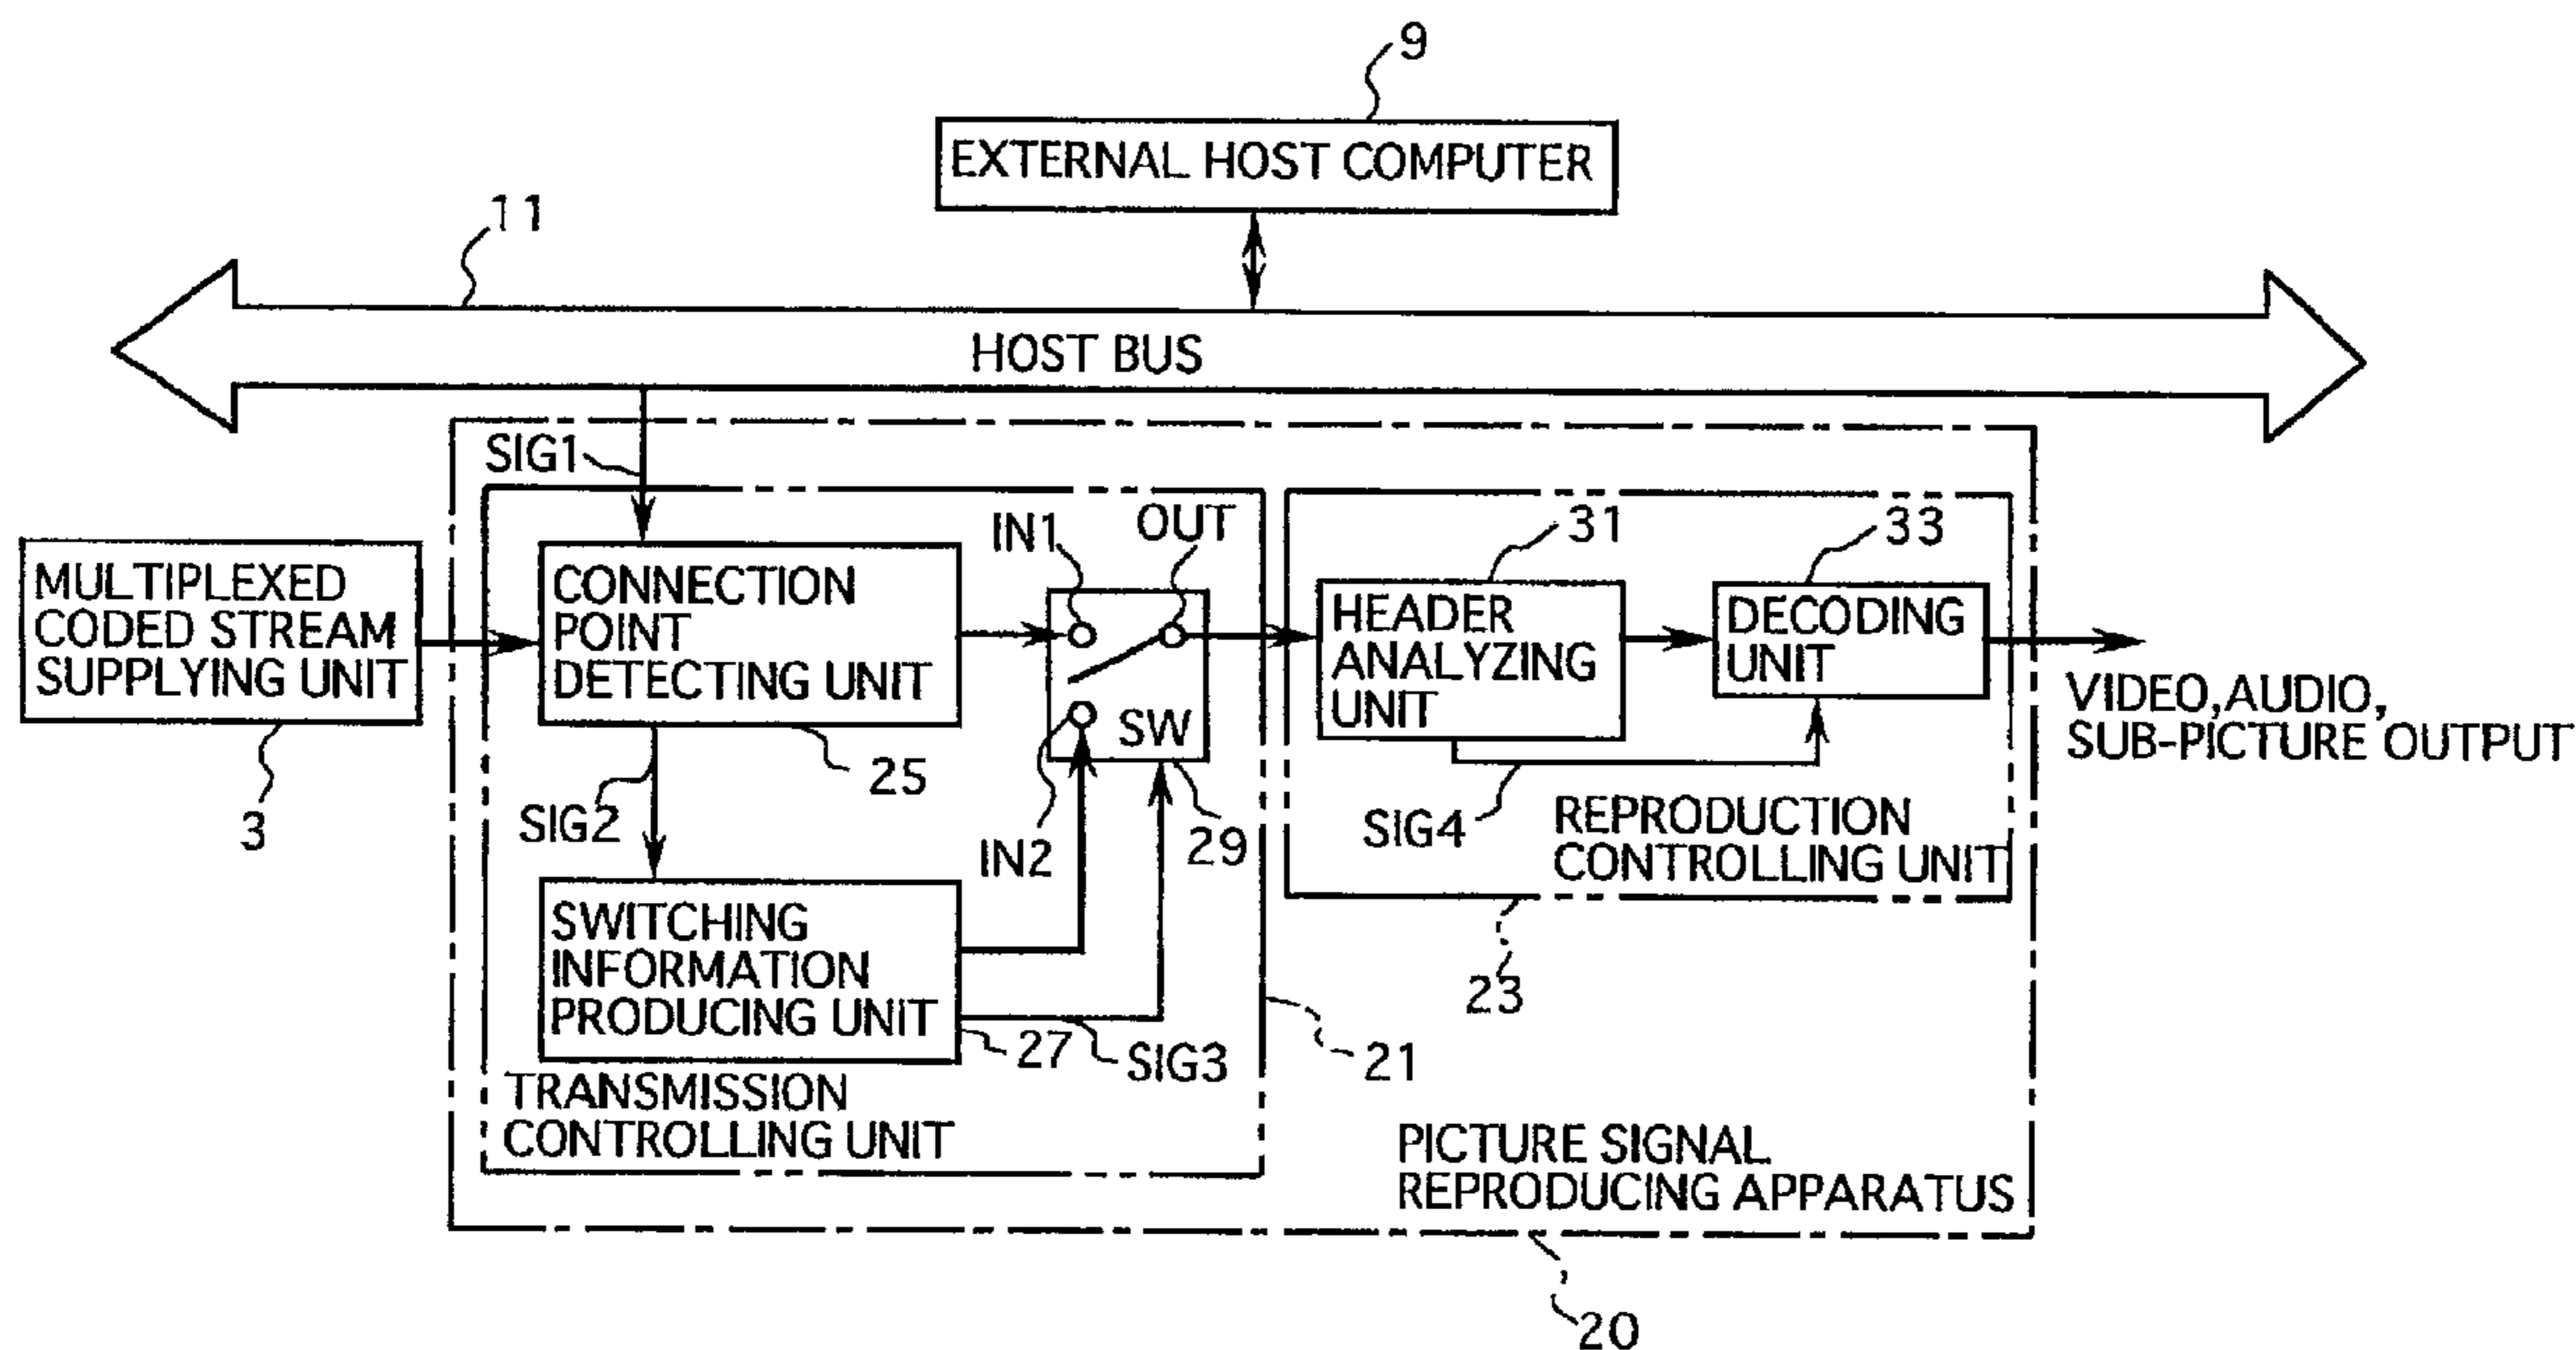 9
EXTERNAL HOST COMPUTER
11
HOST BUS
SIG1
MULTIPLEXED
CODED STREAM
SUPPLYING UNIT
3
CONNECTION
POINT
DETECTING UNIT
25
IN1
OUT
SW
IN2
29
SIG2
SWITCHING
INFORMATION
PRODUCING UNIT
27
SIG3
TRANSMISSION
CONTROLLING UNIT
21
31
HEADER
ANALYZING
UNIT
33
DECODING
UNIT
SIG4
REPRODUCTION
CONTROLLING UNIT
23
VIDEO,AUDIO,
SUB-PICTURE OUTPUT
PICTURE SIGNAL
REPRODUCING APPARATUS
20